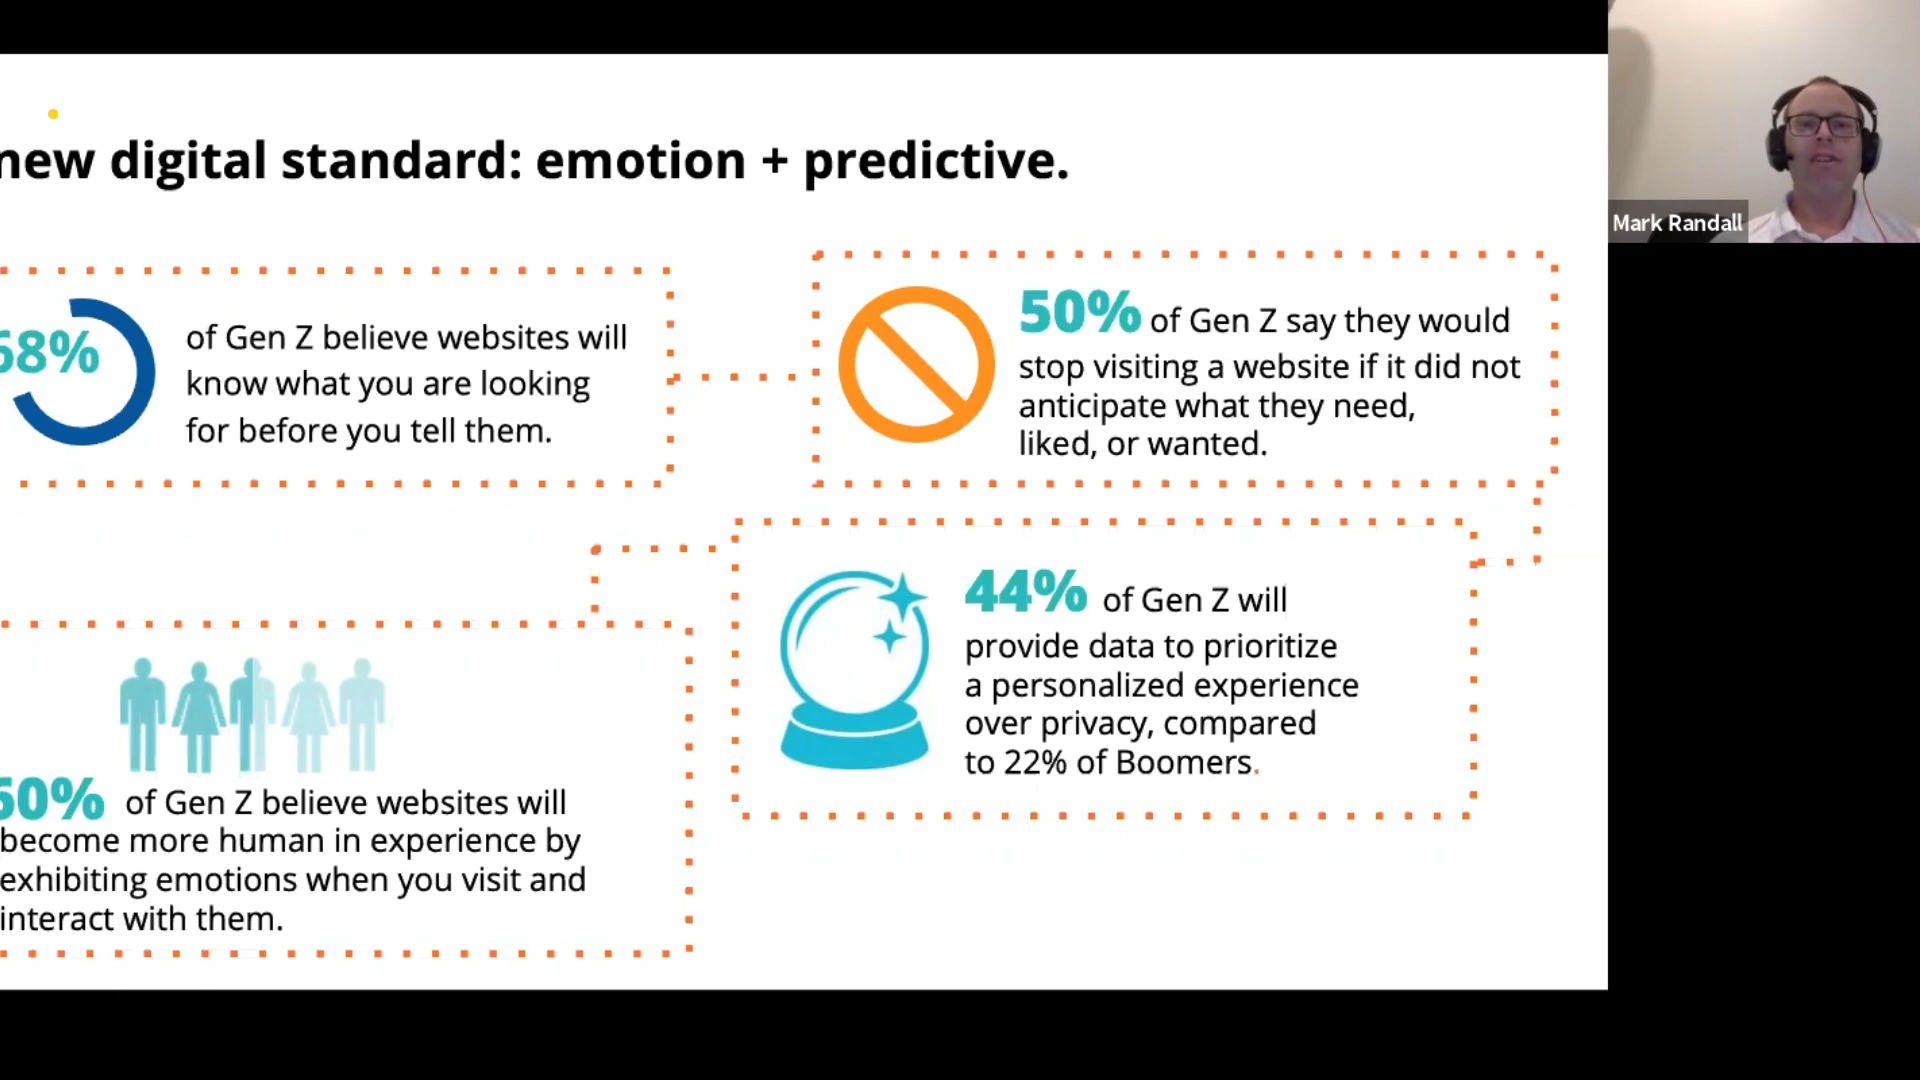 new digital standard: emotion + predictive.
68%
of Gen Z believe websites will
know what you are looking
for before you tell them.
50% of Gen Z say they would
stop visiting a website if it did not
anticipate what they need,
liked, or wanted.
44% of Gen Z will
provide data to prioritize
a personalized experience
over privacy, compared
to 22% of Boomers.
60% of Gen Z believe websites will
become more human in experience by
exhibiting emotions when you visit and
interact with them.
Mark Randall